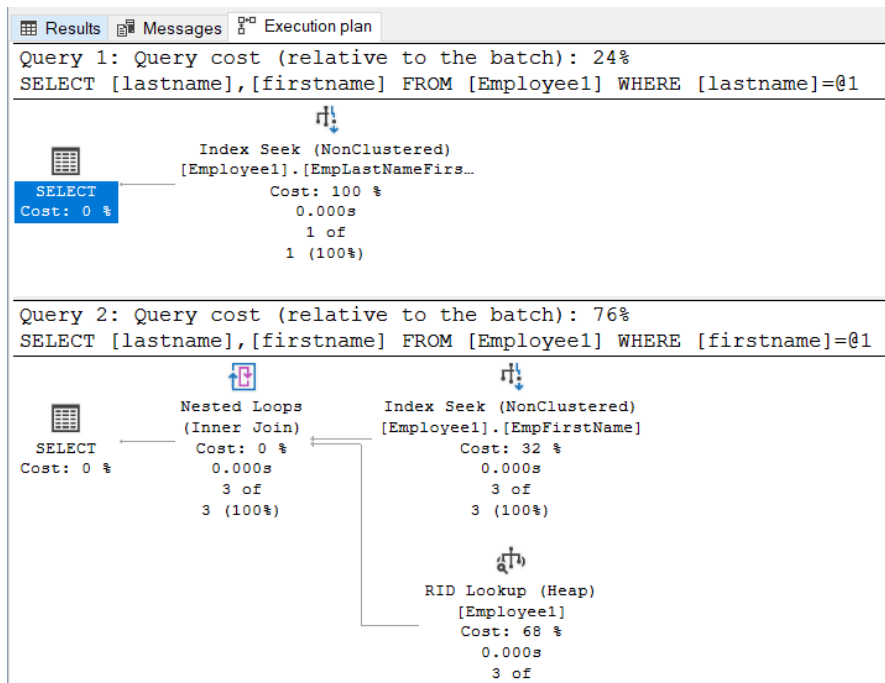 Results Messages Execution plan
Query 1: Query cost (relative to the batch): 24%
SELECT [lastname],[firstname] FROM [Employee1] WHERE [lastname]=@1
Index Seek (NonClustered)
[Employee1].[EmpLastNameFirs…
Cost: 100 %
0.000s
1 of
1 (100%)
SELECT
Cost: 0 %
Query 2: Query cost (relative to the batch): 76%
SELECT [lastname],[firstname] FROM [Employee1] WHERE [firstname]=@1
SELECT
Cost: 0 %
Nested Loops
(Inner Join)
Cost: 0 %
0.000s
3 of
3 (100%)
Index Seek (NonClustered)
[Employee1].[EmpFirstName]
Cost: 32 %
0.000s
3 of
3 (100%)
RID Lookup (Heap)
[Employee1]
Cost: 68 %
0.000s
3 of